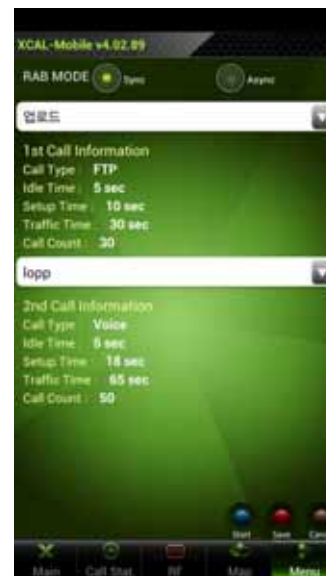 XCAL-Mobile v4.02.89
RAB MODE Sync Async
업로드
1st Call Information
Call Type : FTP
Idle Time : 5 sec
Setup Time : 10 sec
Traffic Time : 30 sec
Call Count : 30
lopp
2nd Call Information
Call Type : Voice
Idle Time : 5 sec
Setup Time : 18 sec
Traffic Time : 65 sec
Call Count : 50
Start Save
Main Call Stat. RF Map Menu